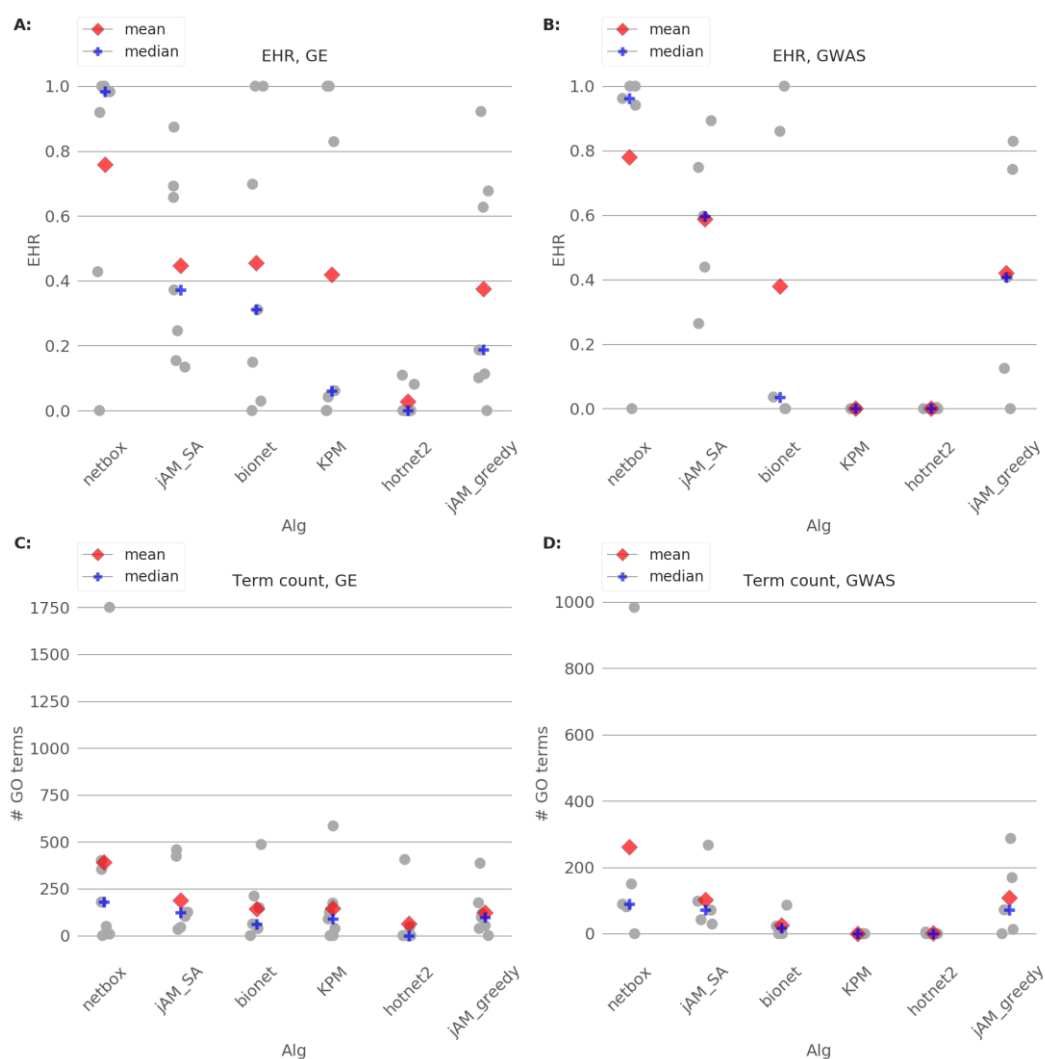 A:
mean
median
EHR, GE
1.0
0.8
0.6
0.4
0.2
0.0
EHR
netbox
jAM_SA
bionet
KPM
hotnet2
jAM_greedy
Alg
B:
mean
median
EHR, GWAS
1.0
0.8
0.6
0.4
0.2
0.0
EHR
netbox
jAM_SA
bionet
KPM
hotnet2
jAM_greedy
Alg
C:
mean
median
Term count, GE
1750
1500
1250
1000
750
500
250
0
# GO terms
netbox
jAM_SA
bionet
KPM
hotnet2
jAM_greedy
Alg
D:
mean
median
Term count, GWAS
1000
800
600
400
200
0
# GO terms
netbox
jAM_SA
bionet
KPM
hotnet2
jAM_greedy
Alg